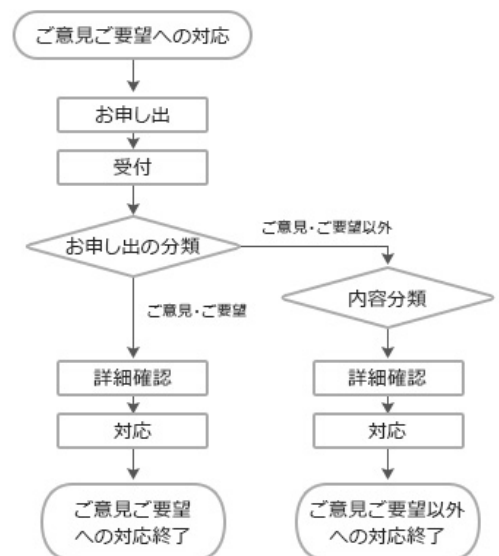 ご意見ご要望への対応
お申し出
受付
お申し出の分類
ご意見・ご要望以外
内容分類
ご意見・ご要望
詳細確認
詳細確認
対応
対応
ご意見ご要望
への対応終了
ご意見ご要望以外
への対応終了